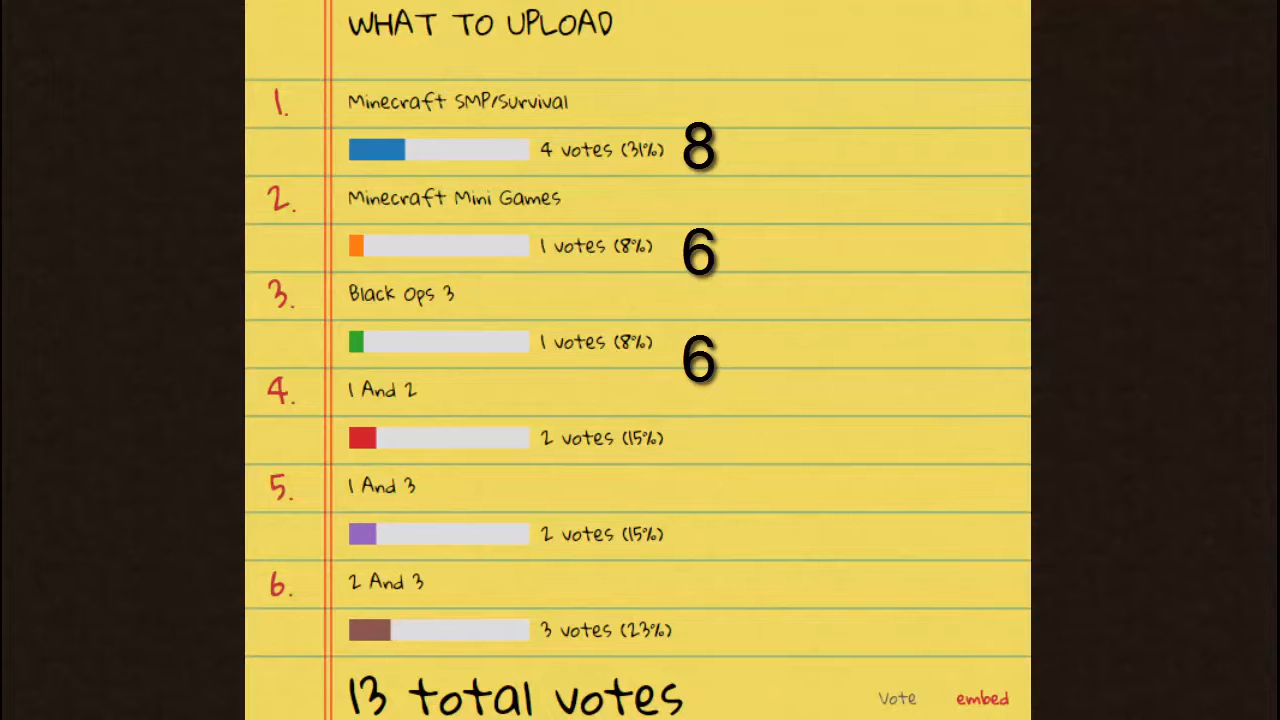 WHAT TO UPLOAD
1.
Minecraft SMP/Survival
4 votes (31%) 8
2.
Minecraft Mini Games
1 votes (8%) 6
3.
Black Ops 3
1 votes (8%) 6
4.
1 And 2
2 votes (15%)
5.
1 And 3
2 votes (15%)
6.
2 And 3
3 votes (23%)
13 total votes
Vote embed